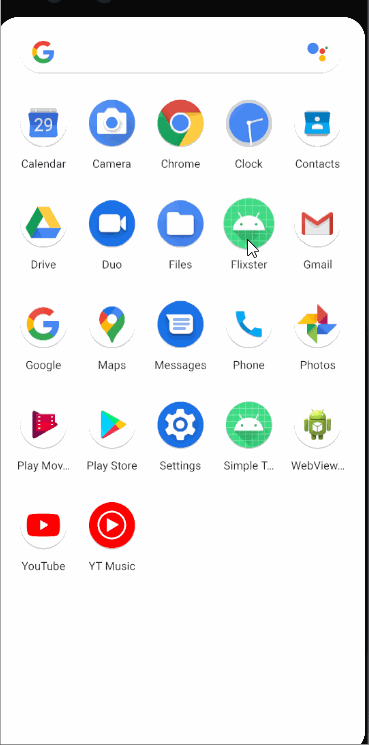 29
Calendar Camera Chrome Clock Contacts
Drive Duo Files Flixster Gmail
Google Maps Messages Phone Photos
Play Mov... Play Store Settings Simple T... WebView...
YouTube YT Music